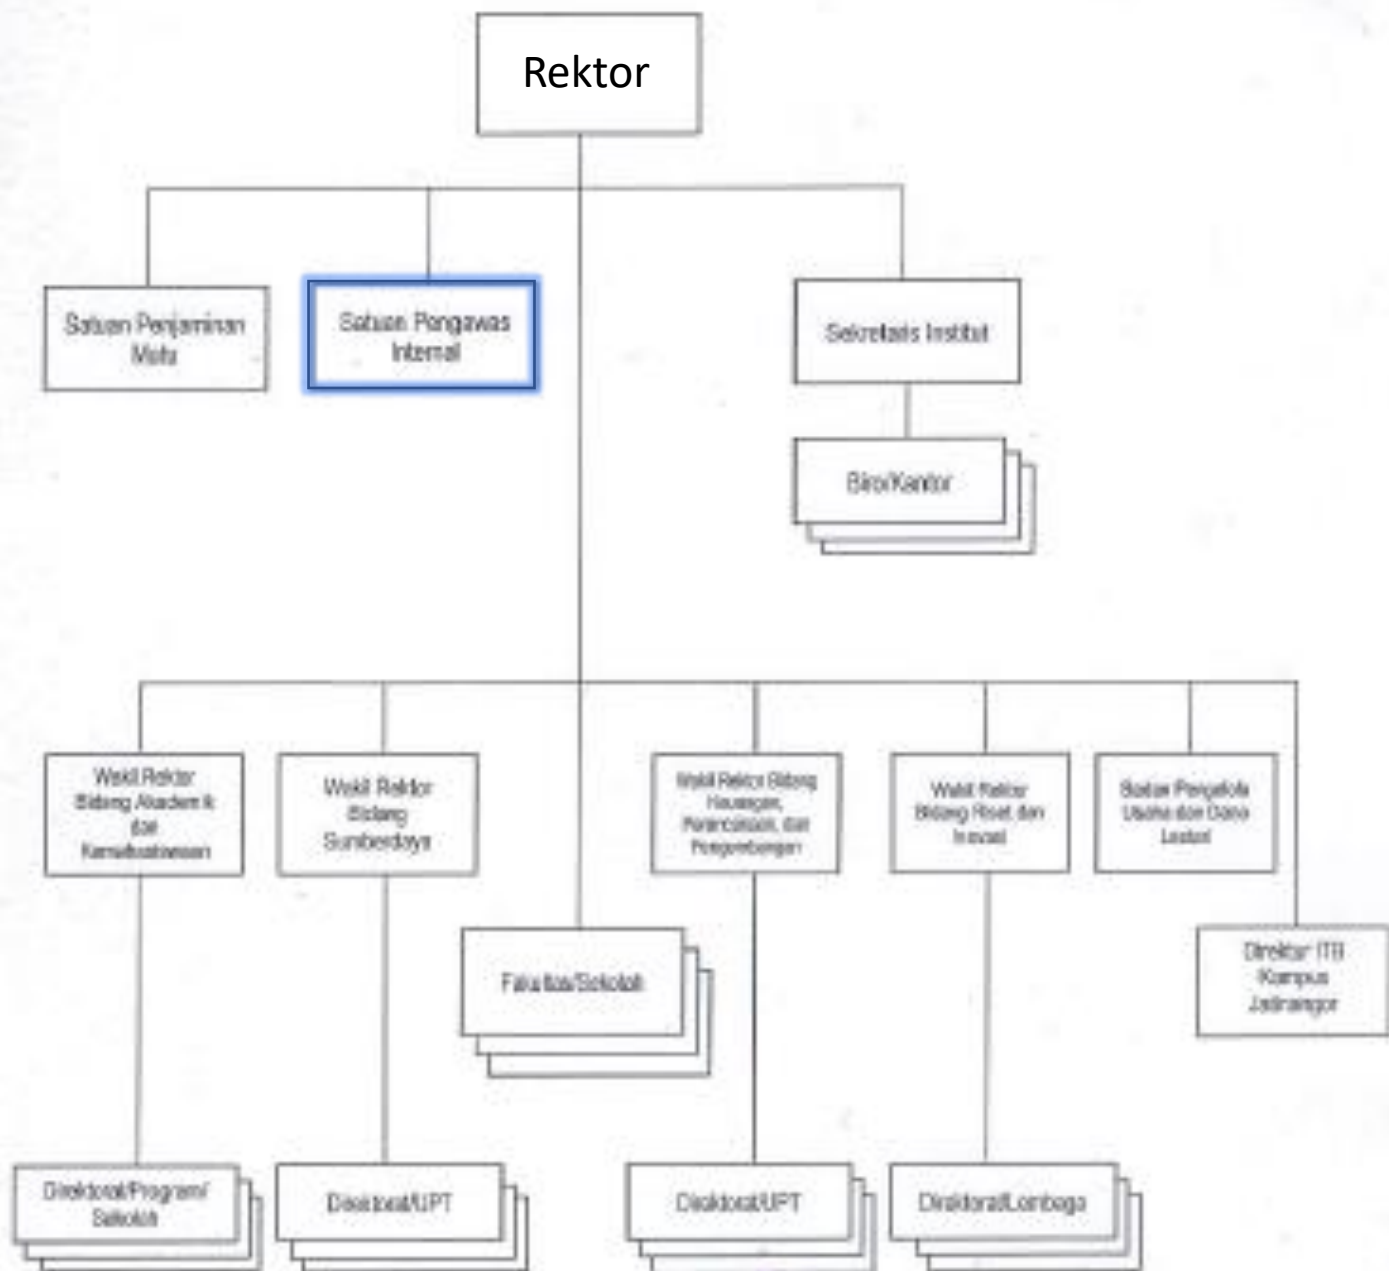 Rektor
Satuan Penjaminan
Mutu
Satuan Pengawas
Internal
Sekretaris Institut
Biro/Kantor
Wakil Rektor
Bidang Akademik
dan
Kemahasiswaan
Wakil Rektor
Bidang
Sumberdaya
Wakil Rektor Bidang
Keuangan,
Perencanaan, dan
Pengembangan
Wakil Rektor
Bidang Riset dan
Inovasi
Badan Pengelola
Usaha dan Dana
Lestari
Fakultas/Sekolah
Direktur ITB
Kampus
Jatinangor
Direktorat/Program/
Sekolah
Direktorat/UPT
Direktorat/UPT
Direktorat/Lembaga